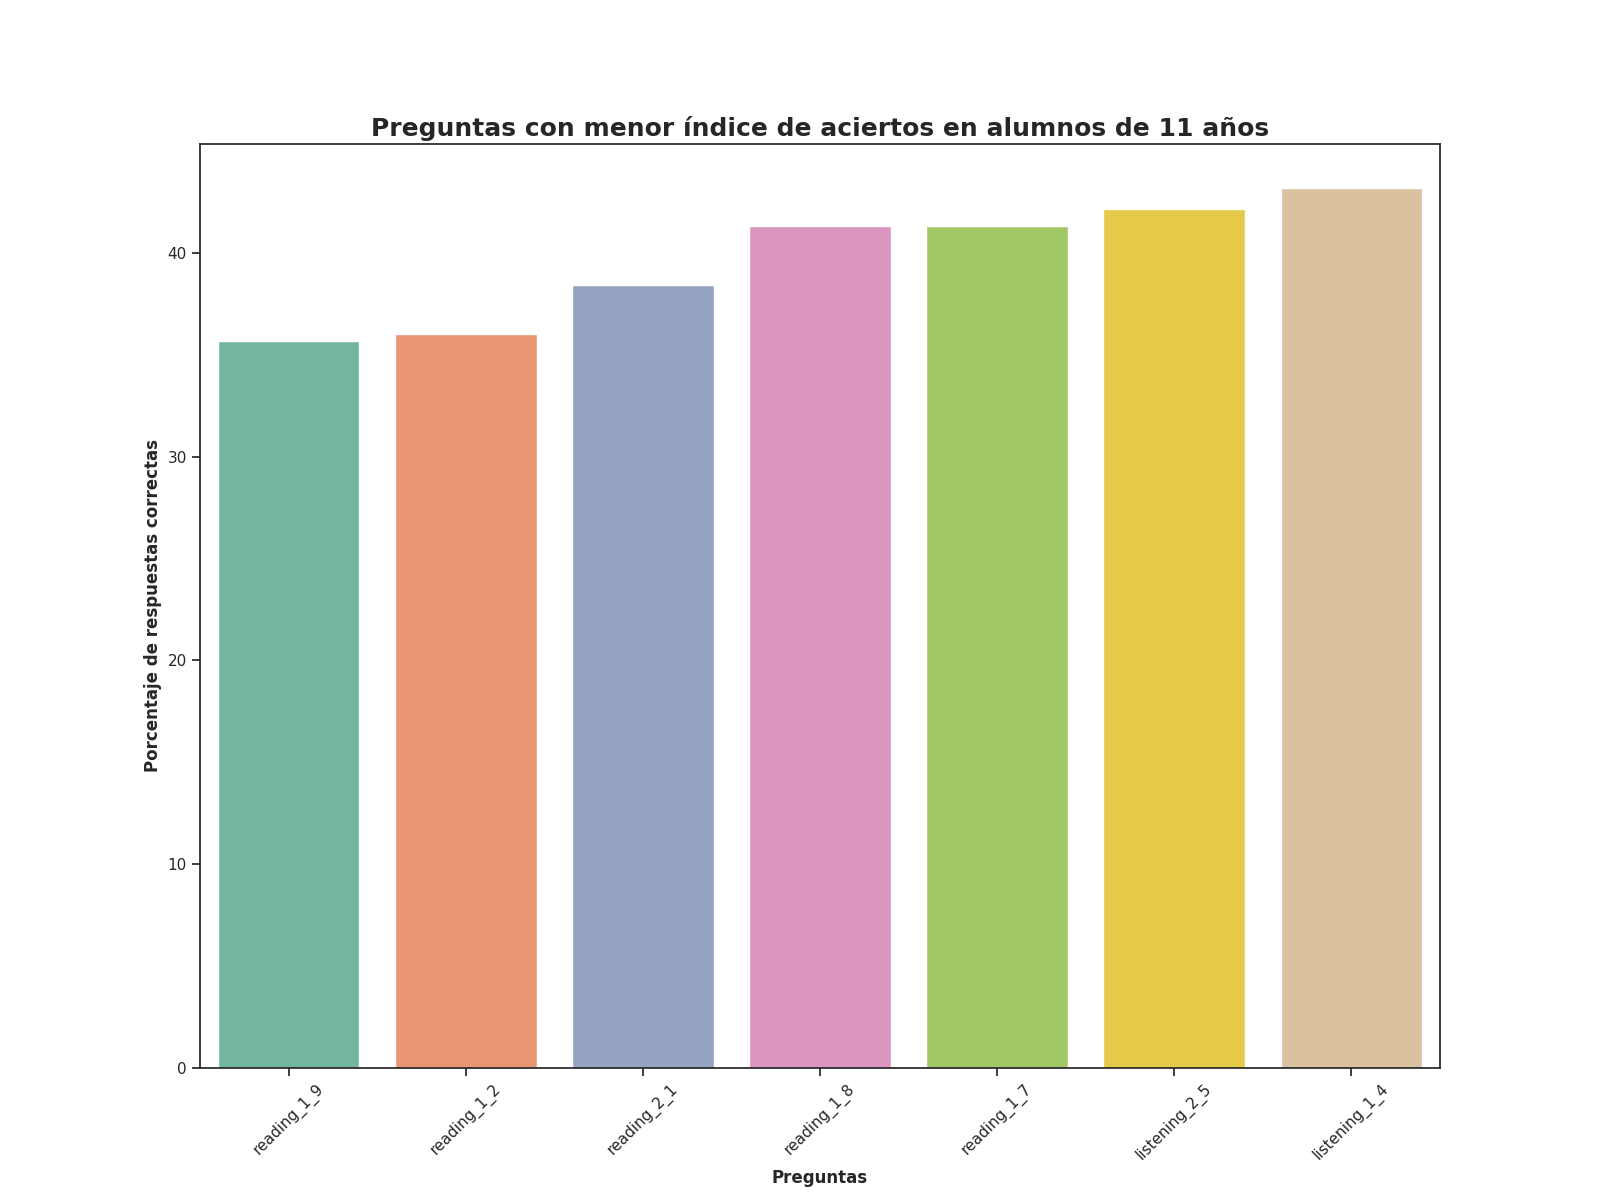 Preguntas con menor índice de aciertos en alumnos de 11 años
Porcentaje de respuestas correctas
40
30
20
10
0
reading_1_9
reading_1_2
reading_2_1
reading_1_8
reading_1_7
listening_2_5
listening_1_4
Preguntas